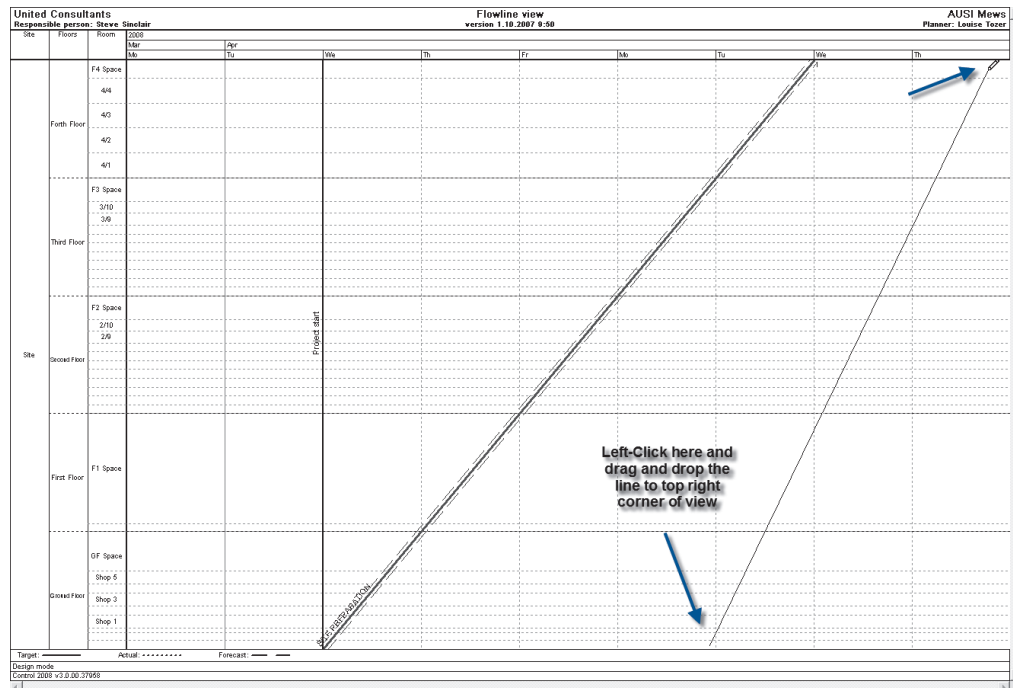 United Consultants
Flowline view
AUSI Mews
Responsible person: Steve Sinclair
version 1.10.2007 8:50
Planner: Louise Tozer
Site Floors Room 2008
Mar Apr
Mo Tu We Th Fr Mo Tu We Th
F4 Space
4/4
4/3
Forth Floor
4/2
4/1
F3 Space
3/10
3/9
Third Floor
F2 Space
2/10
2/9
Project start
Site
Second Floor
Left-Click here and
drag and drop the
line to top right
corner of view
F1 Space
First Floor
GF Space
Shop 5
Ground Floor
Shop 3
Shop 1
SITE PREPARATION
Target: Actual: Forecast:
Design mode
Control 2008 v3.0.00.37958